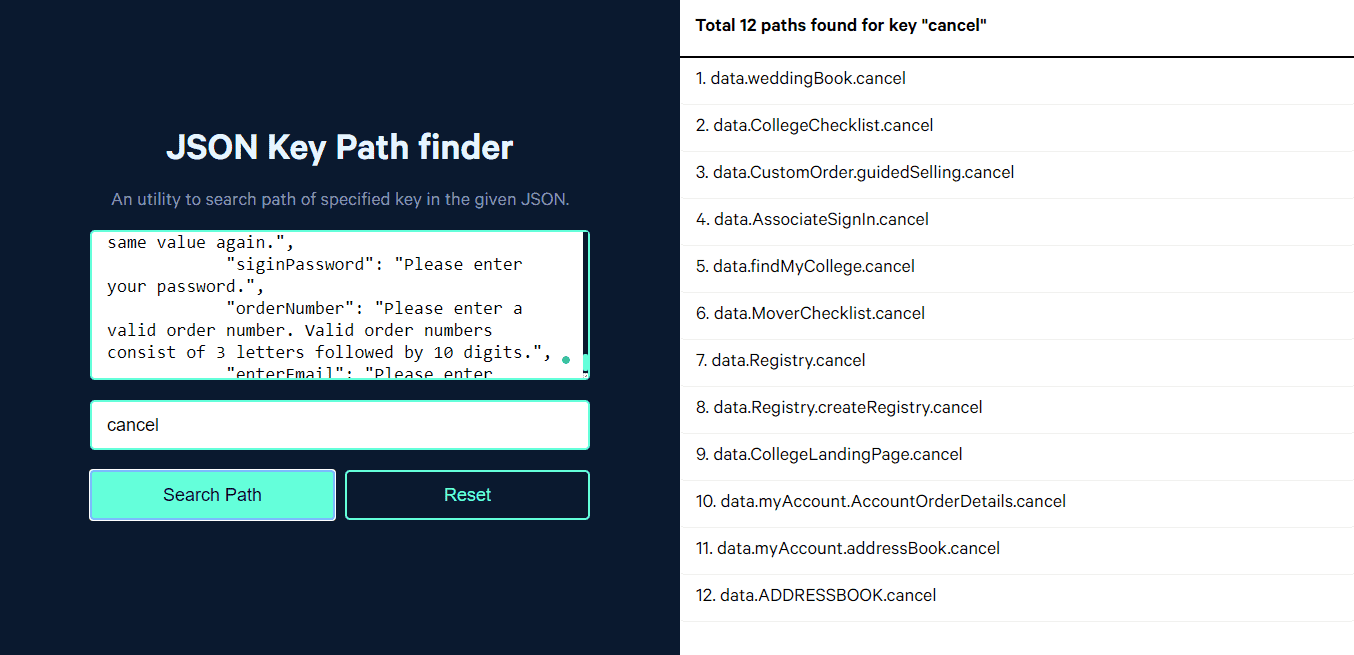 JSON Key Path finder
An utility to search path of specified key in the given JSON.
same value again.",
"siginPassword": "Please enter
your password.",
"orderNumber": "Please enter a
valid order number. Valid order numbers
consist of 3 letters followed by 10 digits.",
"enterEmail": "Please enter
cancel
Search Path
Reset
Total 12 paths found for key "cancel"
1. data.weddingBook.cancel
2. data.CollegeChecklist.cancel
3. data.CustomOrder.guidedSelling.cancel
4. data.AssociateSignIn.cancel
5. data.findMyCollege.cancel
6. data.MoverChecklist.cancel
7. data.Registry.cancel
8. data.Registry.createRegistry.cancel
9. data.CollegeLandingPage.cancel
10. data.myAccount.AccountOrderDetails.cancel
11. data.myAccount.addressBook.cancel
12. data.ADDRESSBOOK.cancel